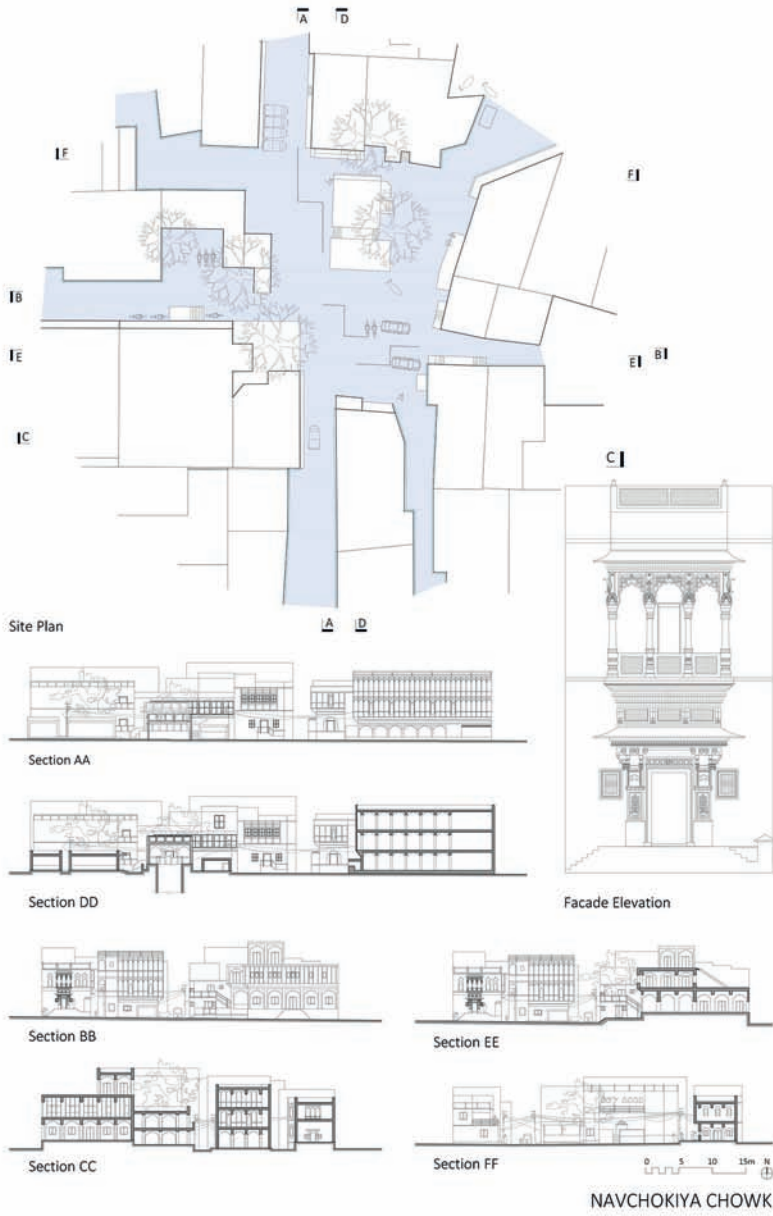 A D
F
F
B
E
E B
C
C
Site Plan
A D
Section AA
Section DD
Facade Elevation
Section BB
Section EE
Section CC
Section FF
0 5 10 15m N
NAVCHOKIYA CHOWK